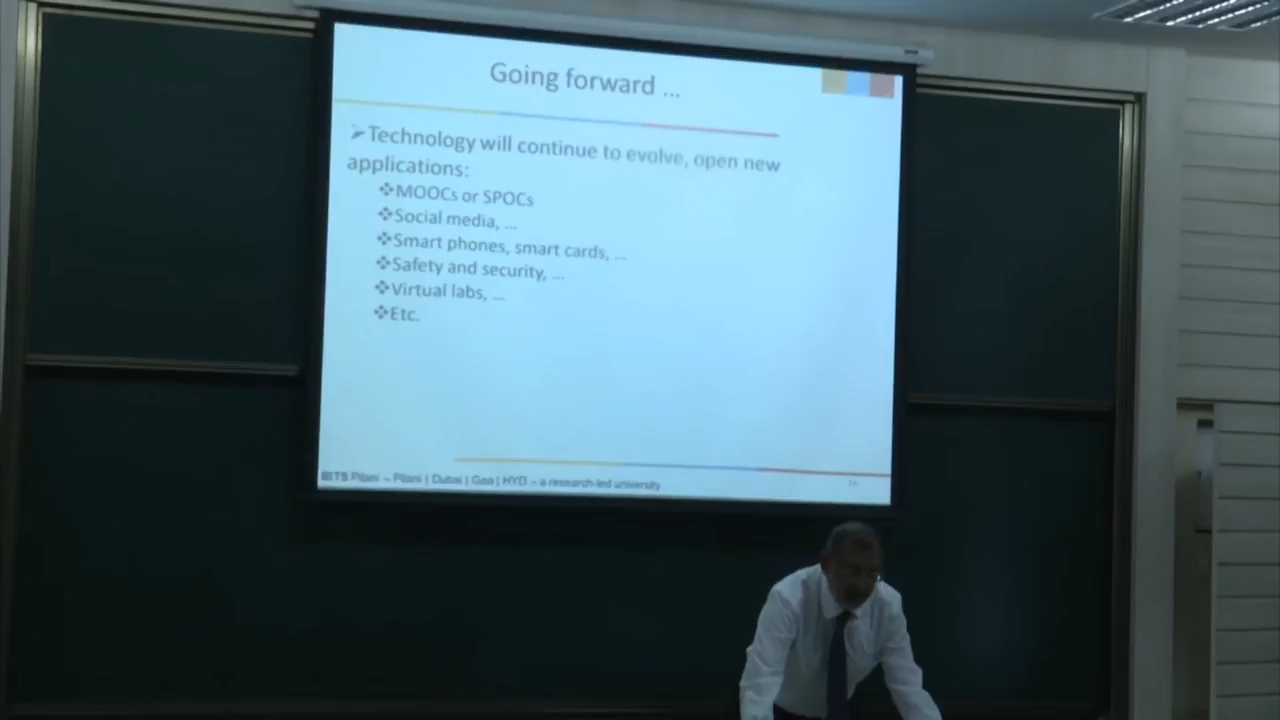 Going forward ...
➢Technology will continue to evolve, open new
applications:
❖MOOCs or SPOCs
❖Social media, ...
❖Smart phones, smart cards, ...
❖Safety and security, ...
❖Virtual labs, ...
❖Etc.
BITS Pilani – Pilani | Dubai | Goa | HYD – a research-led university